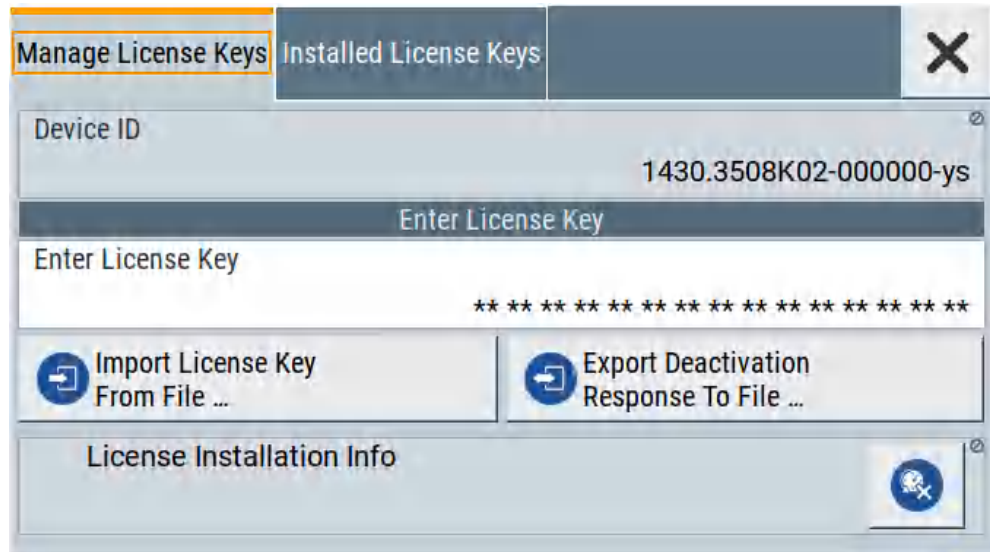 Manage License Keys
Installed License Keys
Device ID
1430.3508K02-000000-ys
Enter License Key
Enter License Key
** ** ** ** ** ** ** ** ** ** ** ** ** ** **
Import License Key
From File ...
Export Deactivation
Response To File ...
License Installation Info